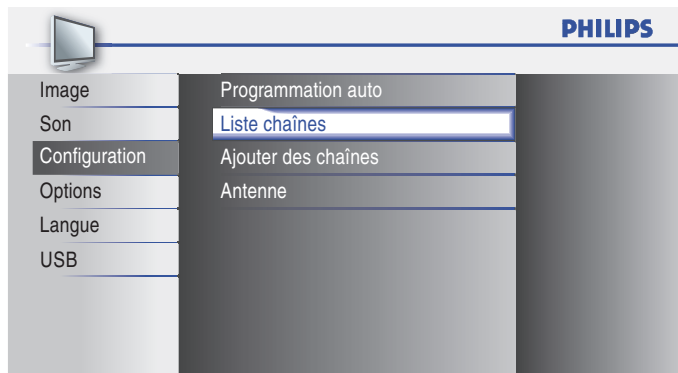 PHILIPS
Image
Son
Configuration
Options
Langue
USB
Programmation auto
Liste chaînes
Ajouter des chaînes
Antenne